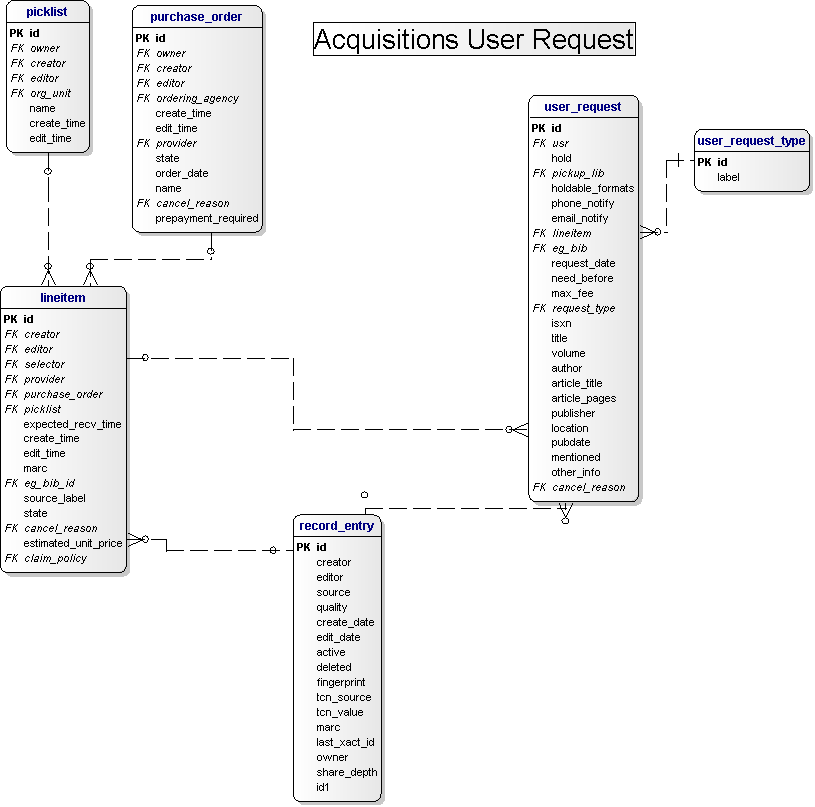 Acquisitions User Request
picklist
PK id
FK owner
FK creator
FK editor
FK org_unit
name
create_time
edit_time
purchase_order
PK id
FK owner
FK creator
FK editor
FK ordering_agency
create_time
edit_time
FK provider
state
order_date
name
FK cancel_reason
prepayment_required
user_request
PK id
FK usr
hold
FK pickup_lib
holdable_formats
phone_notify
email_notify
FK lineitem
FK eg_bib
request_date
need_before
max_fee
FK request_type
isxn
title
volume
author
article_title
article_pages
publisher
location
pubdate
mentioned
other_info
FK cancel_reason
user_request_type
PK id
label
lineitem
PK id
FK creator
FK editor
FK selector
FK provider
FK purchase_order
FK picklist
expected_recv_time
create_time
edit_time
marc
FK eg_bib_id
source_label
state
FK cancel_reason
estimated_unit_price
FK claim_policy
record_entry
PK id
creator
editor
source
quality
create_date
edit_date
active
deleted
fingerprint
tcn_source
tcn_value
marc
last_xact_id
owner
share_depth
id1